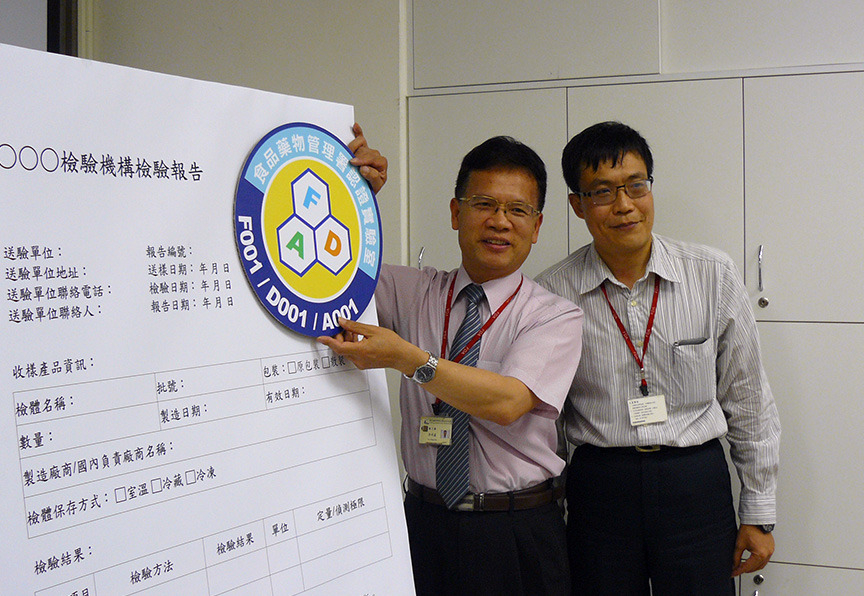 〇〇〇檢驗機構檢驗報告
送驗單位：
送驗單位地址：
送驗單位聯絡電話：
送驗單位聯絡人：
報告編號：
送樣日期： 年 月 日
檢驗日期： 年 月 日
報告日期： 年 月 日
收樣產品資訊：
檢體名稱：
批號：
包裝：□原包裝□
數量：
製造日期：
有效日期：
製造廠商/國內負責廠商名稱：
檢體保存方式：□室溫□冷藏□冷凍
檢驗結果：
項目
檢驗方法
檢驗結果
單位
定量/偵測極限
食品藥物管理署認證實驗室
F
A
D
F001 / D001 / A001